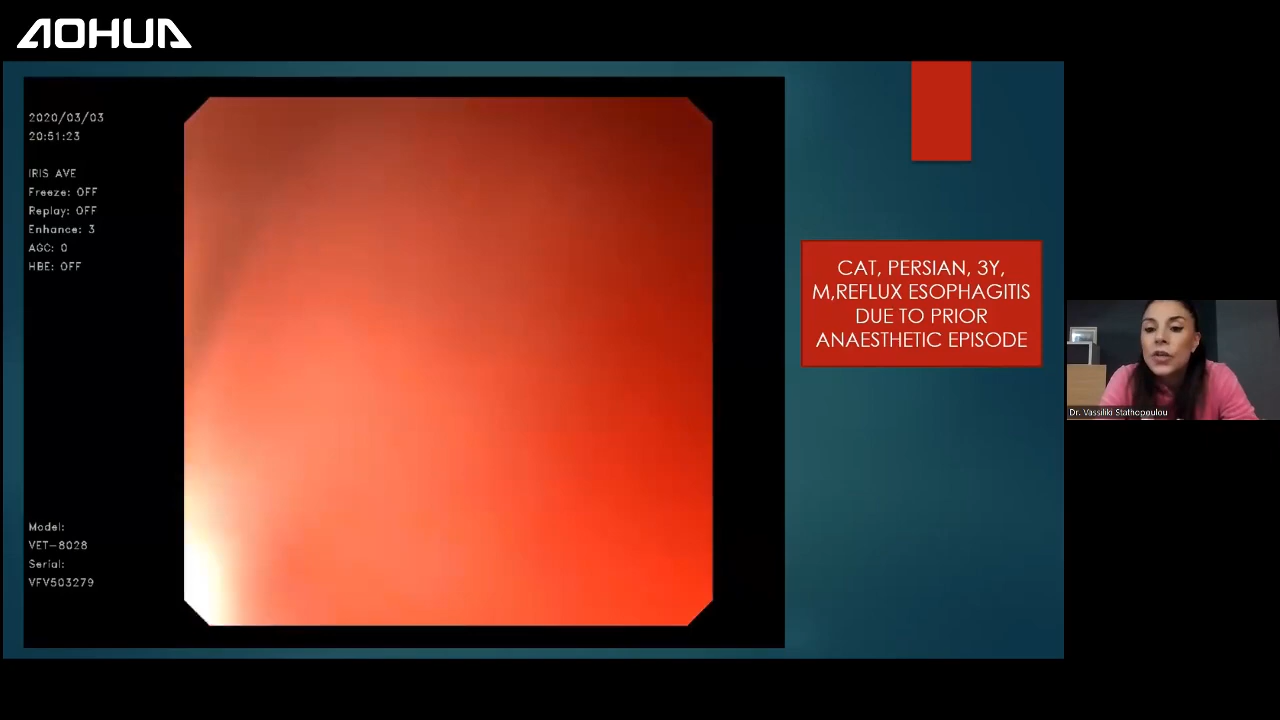 AOHUA
2020/03/03
20:51:23
IRIS AVE
Freeze: OFF
Replay: OFF
Enhance: 3
AGC: 0
HBE: OFF
Model:
VET-8028
Serial:
VFV503279
CAT, PERSIAN, 3Y,
M,REFLUX ESOPHAGITIS
DUE TO PRIOR
ANAESTHETIC EPISODE
Dr. Vassiliki Stathopoulou